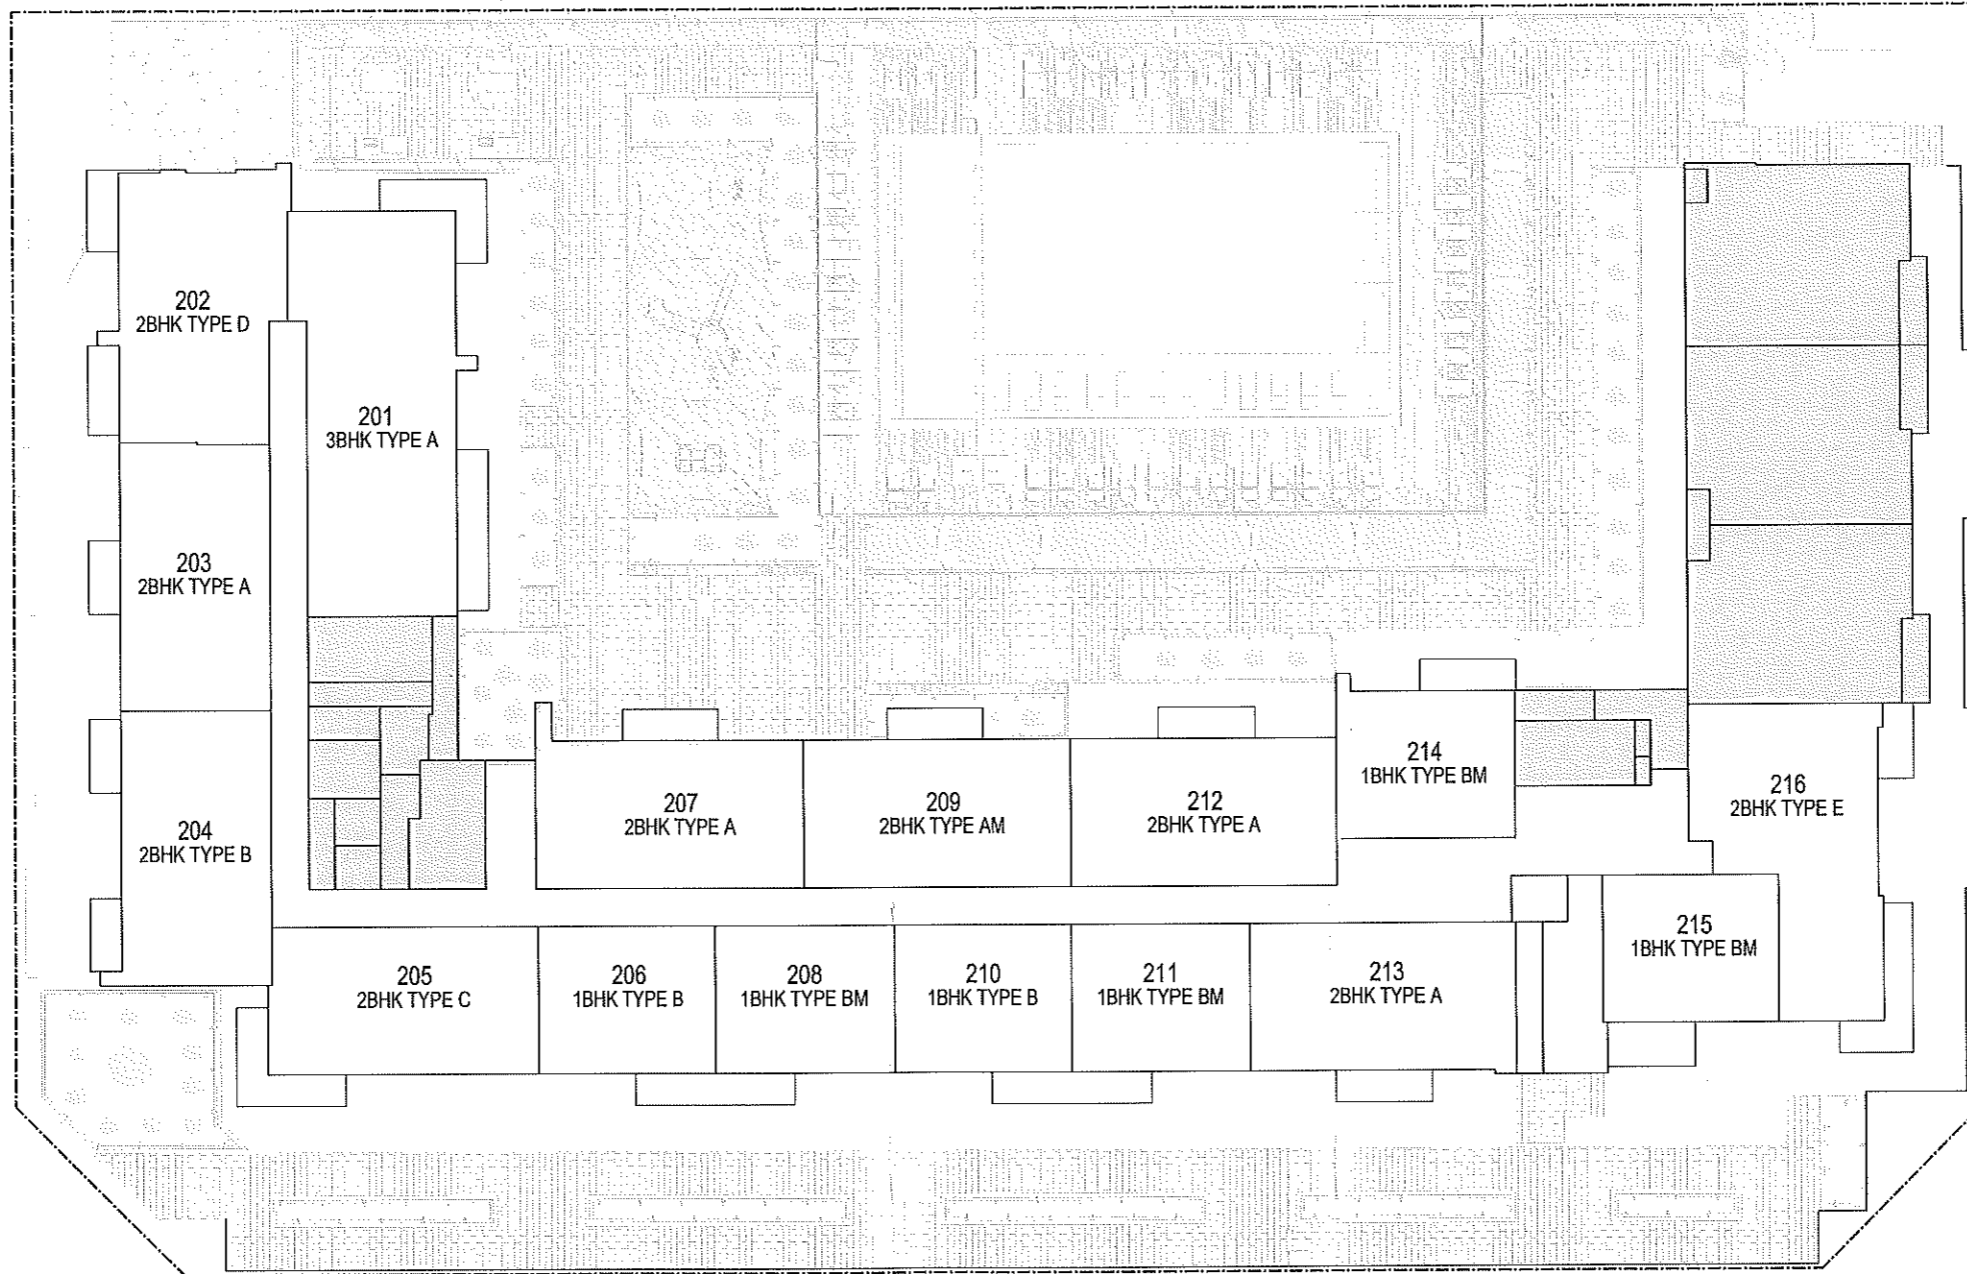 202
2BHK TYPE D
201
3BHK TYPE A
203
2BHK TYPE A
204
2BHK TYPE B
207
2BHK TYPE A
209
2BHK TYPE AM
212
2BHK TYPE A
214
1BHK TYPE BM
216
2BHK TYPE E
205
2BHK TYPE C
206
1BHK TYPE B
208
1BHK TYPE BM
210
1BHK TYPE B
211
1BHK TYPE BM
213
2BHK TYPE A
215
1BHK TYPE BM